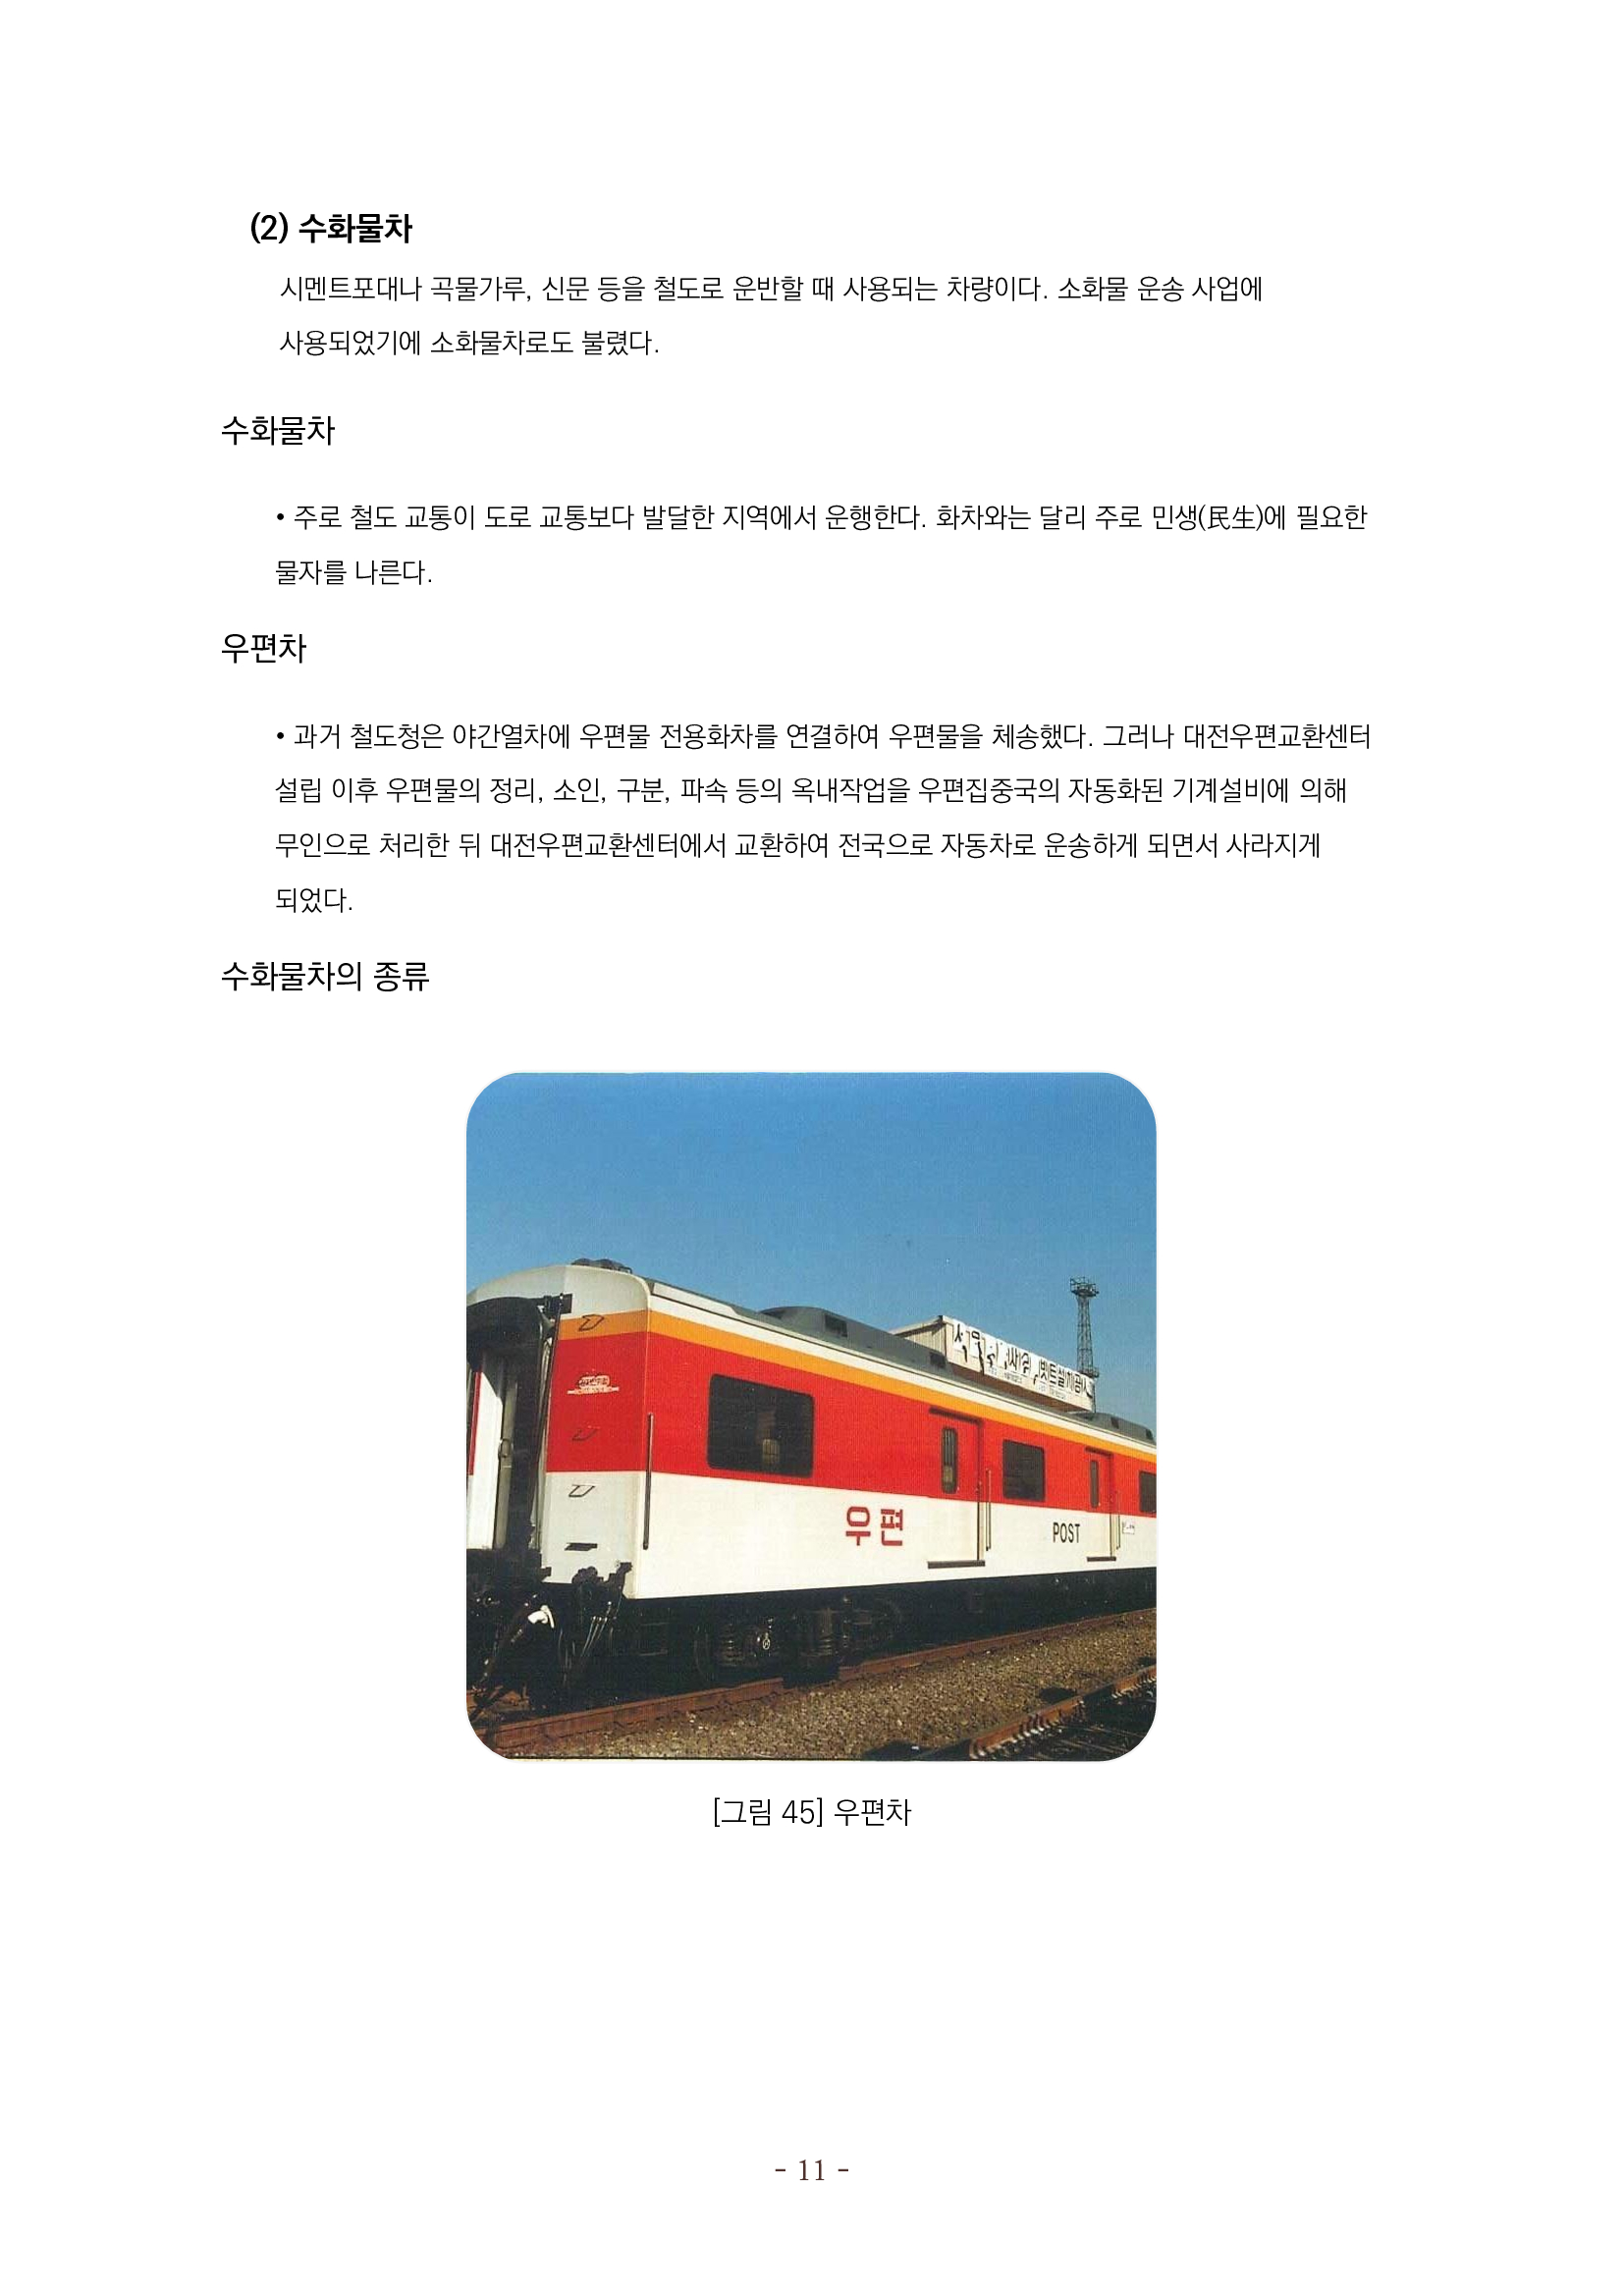 (2) 수화물차
시멘트포대나 곡물가루, 신문 등을 철도로 운반할 때 사용되는 차량이다. 소화물 운송 사업에
사용되었기에 소화물차로도 불렸다.
수화물차
• 주로 철도 교통이 도로 교통보다 발달한 지역에서 운행한다. 화차와는 달리 주로 민생(民生)에 필요한
물자를 나른다.
우편차
• 과거 철도청은 야간열차에 우편물 전용화차를 연결하여 우편물을 체송했다. 그러나 대전우편교환센터
설립 이후 우편물의 정리, 소인, 구분, 파속 등의 옥내작업을 우편집중국의 자동화된 기계설비에 의해
무인으로 처리한 뒤 대전우편교환센터에서 교환하여 전국으로 자동차로 운송하게 되면서 사라지게
되었다.
수화물차의 종류
우편
POST
[그림 45] 우편차
- 11 -